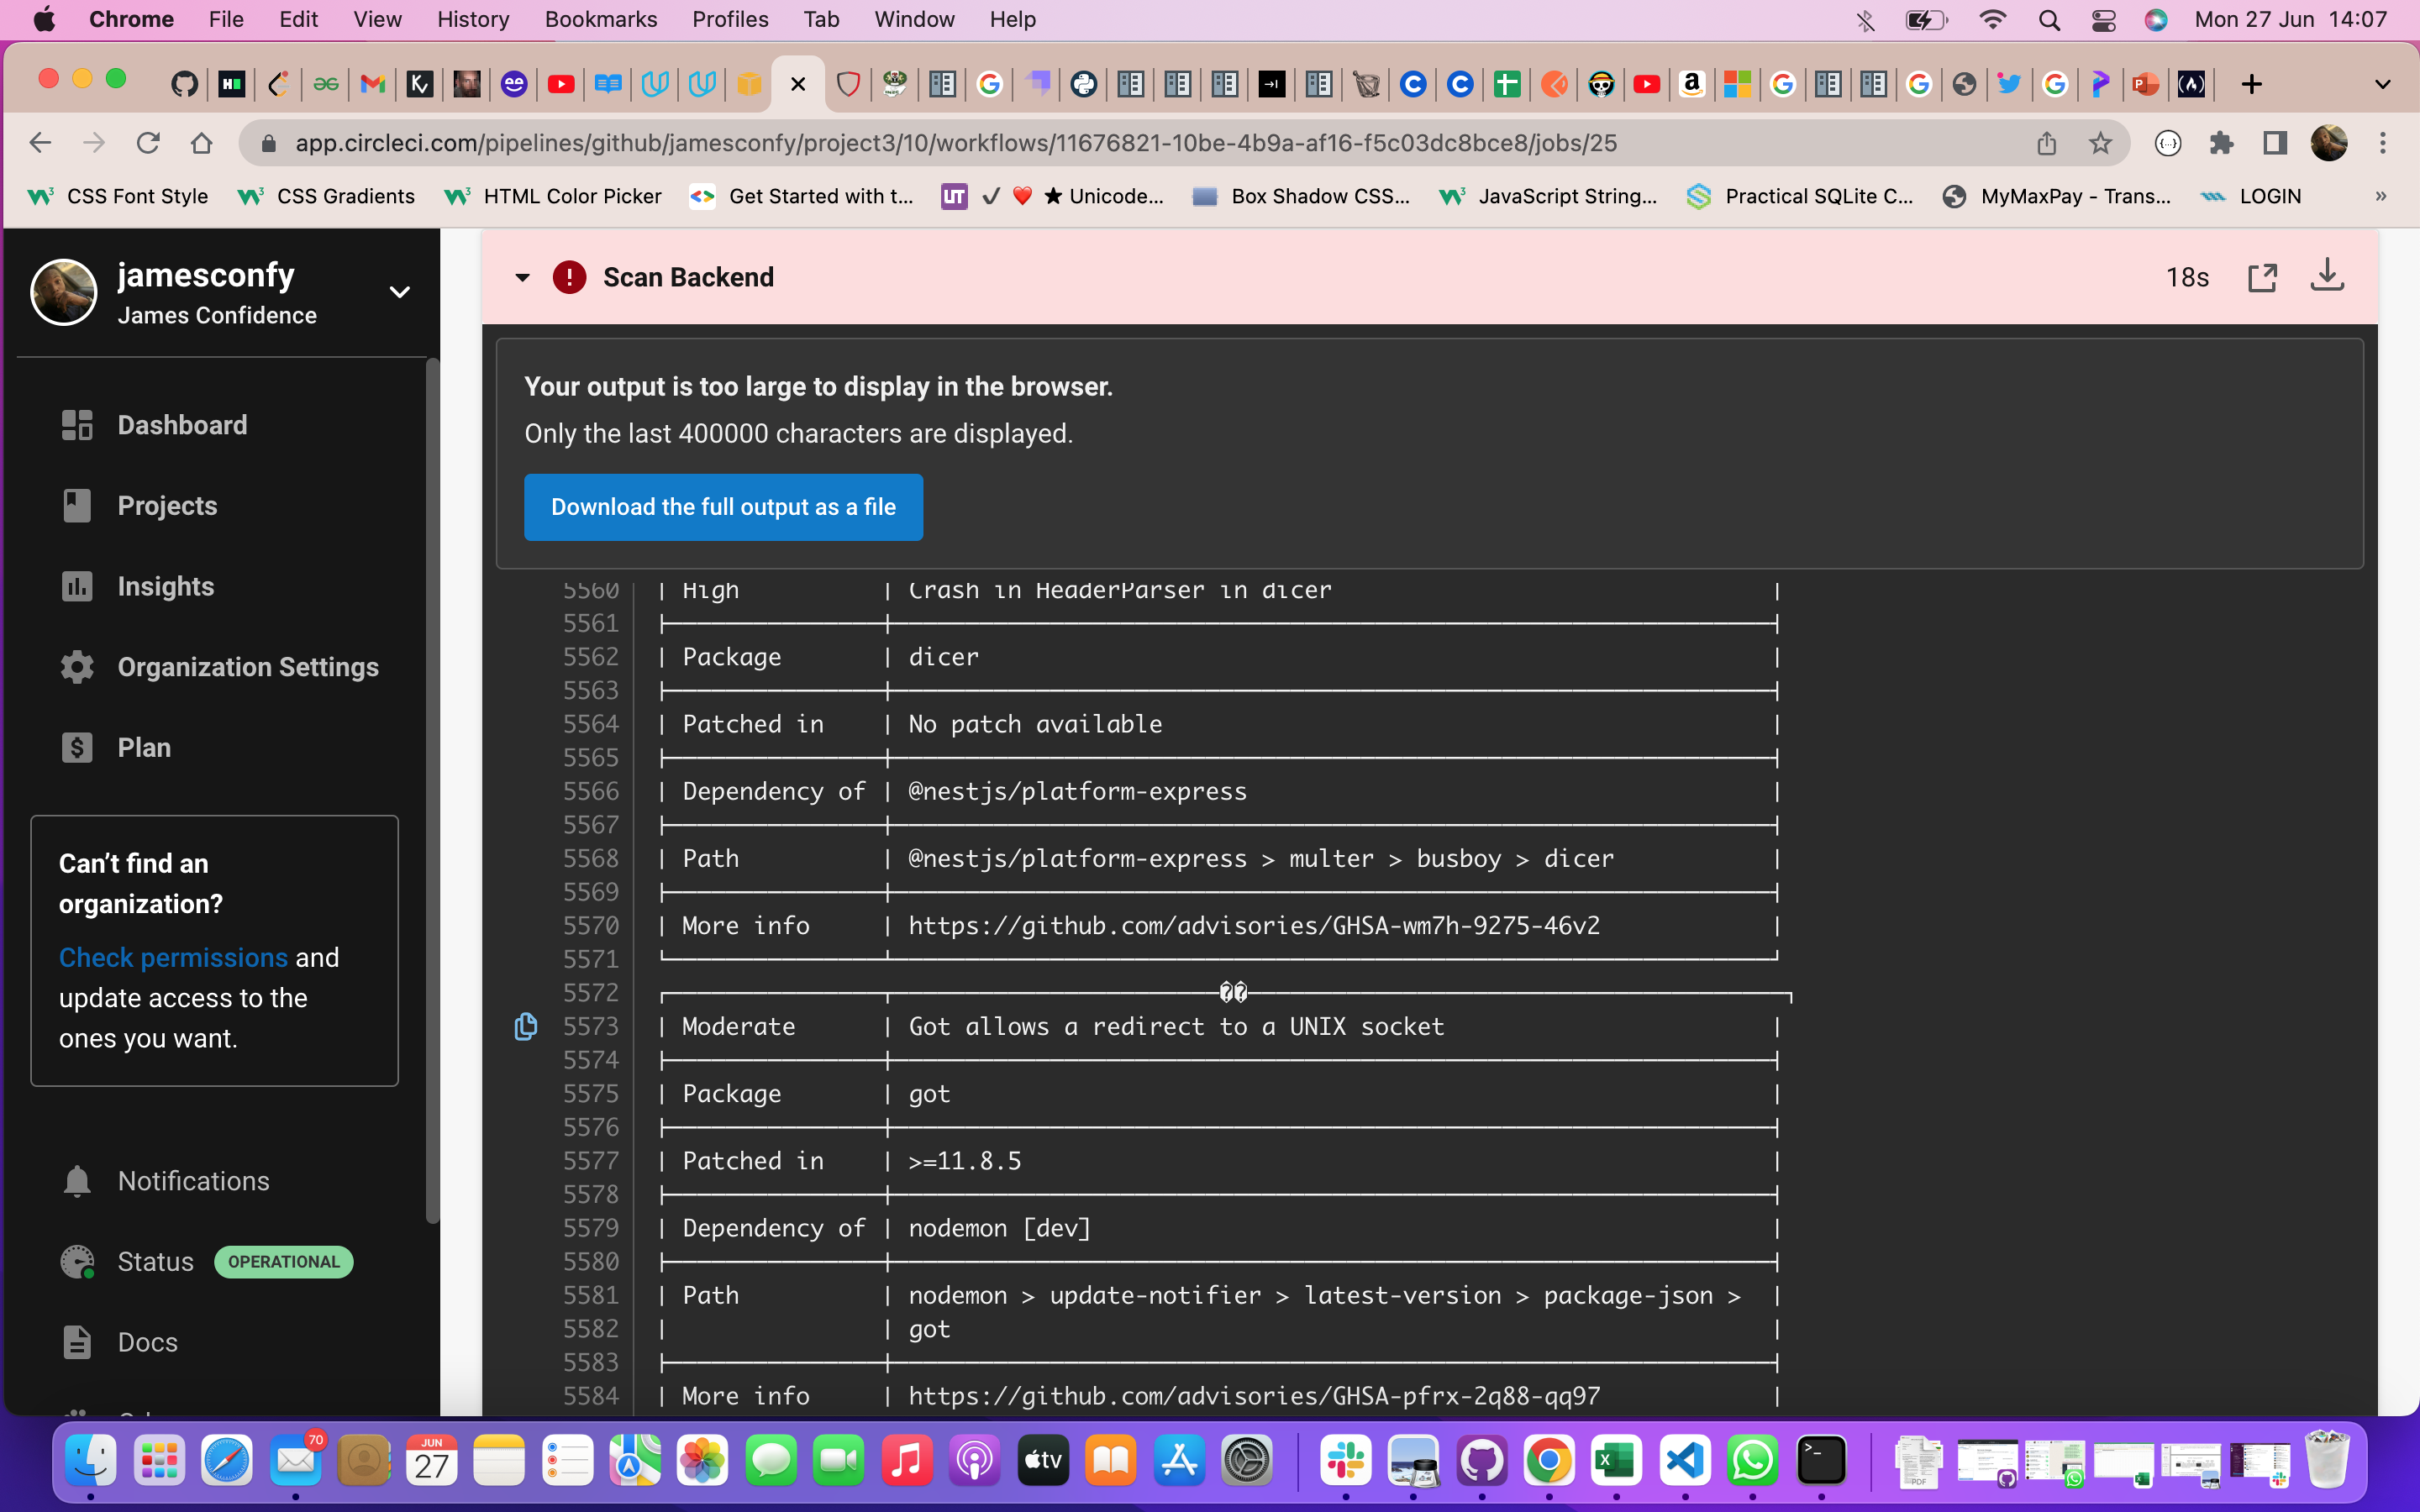 Chrome File Edit View History Bookmarks Profiles Tab Window Help Mon 27 Jun 14:07
app.circleci.com/pipelines/github/jamesconfy/project3/10/workflows/11676821-10be-4b9a-af16-f5c03dc8bce8/jobs/25
CSS Font Style CSS Gradients HTML Color Picker Get Started with t... UT ✓ ❤️ ★ Unicode... Box Shadow CSS... JavaScript String... Practical SQLite C... MyMaxPay - Trans... LOGIN »
jamesconfy
James Confidence
Dashboard
Projects
Insights
Organization Settings
Plan
Can’t find an
organization?
Check permissions and
update access to the
ones you want.
Notifications
Status OPERATIONAL
Docs
Scan Backend 18s
Your output is too large to display in the browser.
Only the last 400000 characters are displayed.
Download the full output as a file
5560 | High | Crash in HeaderParser in dicer |
5561
5562 | Package | dicer |
5563
5564 | Patched in | No patch available |
5565
5566 | Dependency of | @nestjs/platform-express |
5567
5568 | Path | @nestjs/platform-express > multer > busboy > dicer |
5569
5570 | More info | https://github.com/advisories/GHSA-wm7h-9275-46v2 |
5571
5572 ��
5573 | Moderate | Got allows a redirect to a UNIX socket |
5574
5575 | Package | got |
5576
5577 | Patched in | >=11.8.5 |
5578
5579 | Dependency of | nodemon [dev] |
5580
5581 | Path | nodemon > update-notifier > latest-version > package-json > |
5582 | | got |
5583
5584 | More info | https://github.com/advisories/GHSA-pfrx-2q88-qq97 |
70
JUN
27
tv
PDF